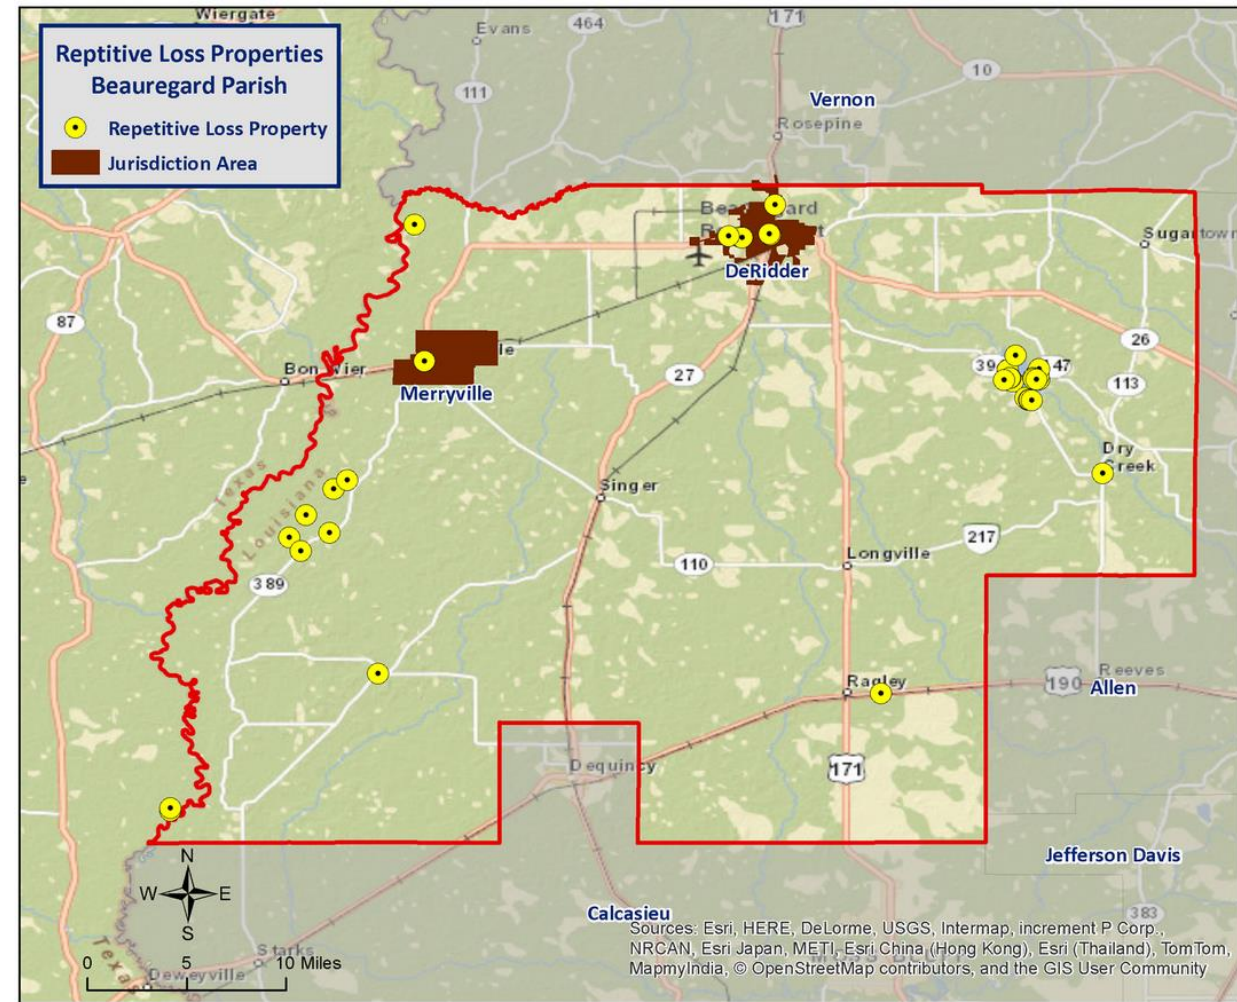 Wiergate
171
464
Evans
Reptitive Loss Properties
Beauregard Parish
Repetitive Loss Property
Jurisdiction Area
10
111
Vernon
Rosepine
Sugartown
DeRidder
87
26
Bon Wier
Merryville
27
39
47
113
Dry
Creek
Texas
Louisiana
Singer
217
Longville
110
389
Ragley
Reeves
190
Allen
171
Dequincy
Jefferson Davis
N
W
E
S
Calcasieu
383
Sources: Esri, HERE, DeLorme, USGS, Intermap, increment P Corp.,
NRCAN, Esri Japan, METI, Esri China (Hong Kong), Esri (Thailand), TomTom,
MapmyIndia, © OpenStreetMap contributors, and the GIS User Community
Starks
Texas
Deweyville
0
5
10 Miles